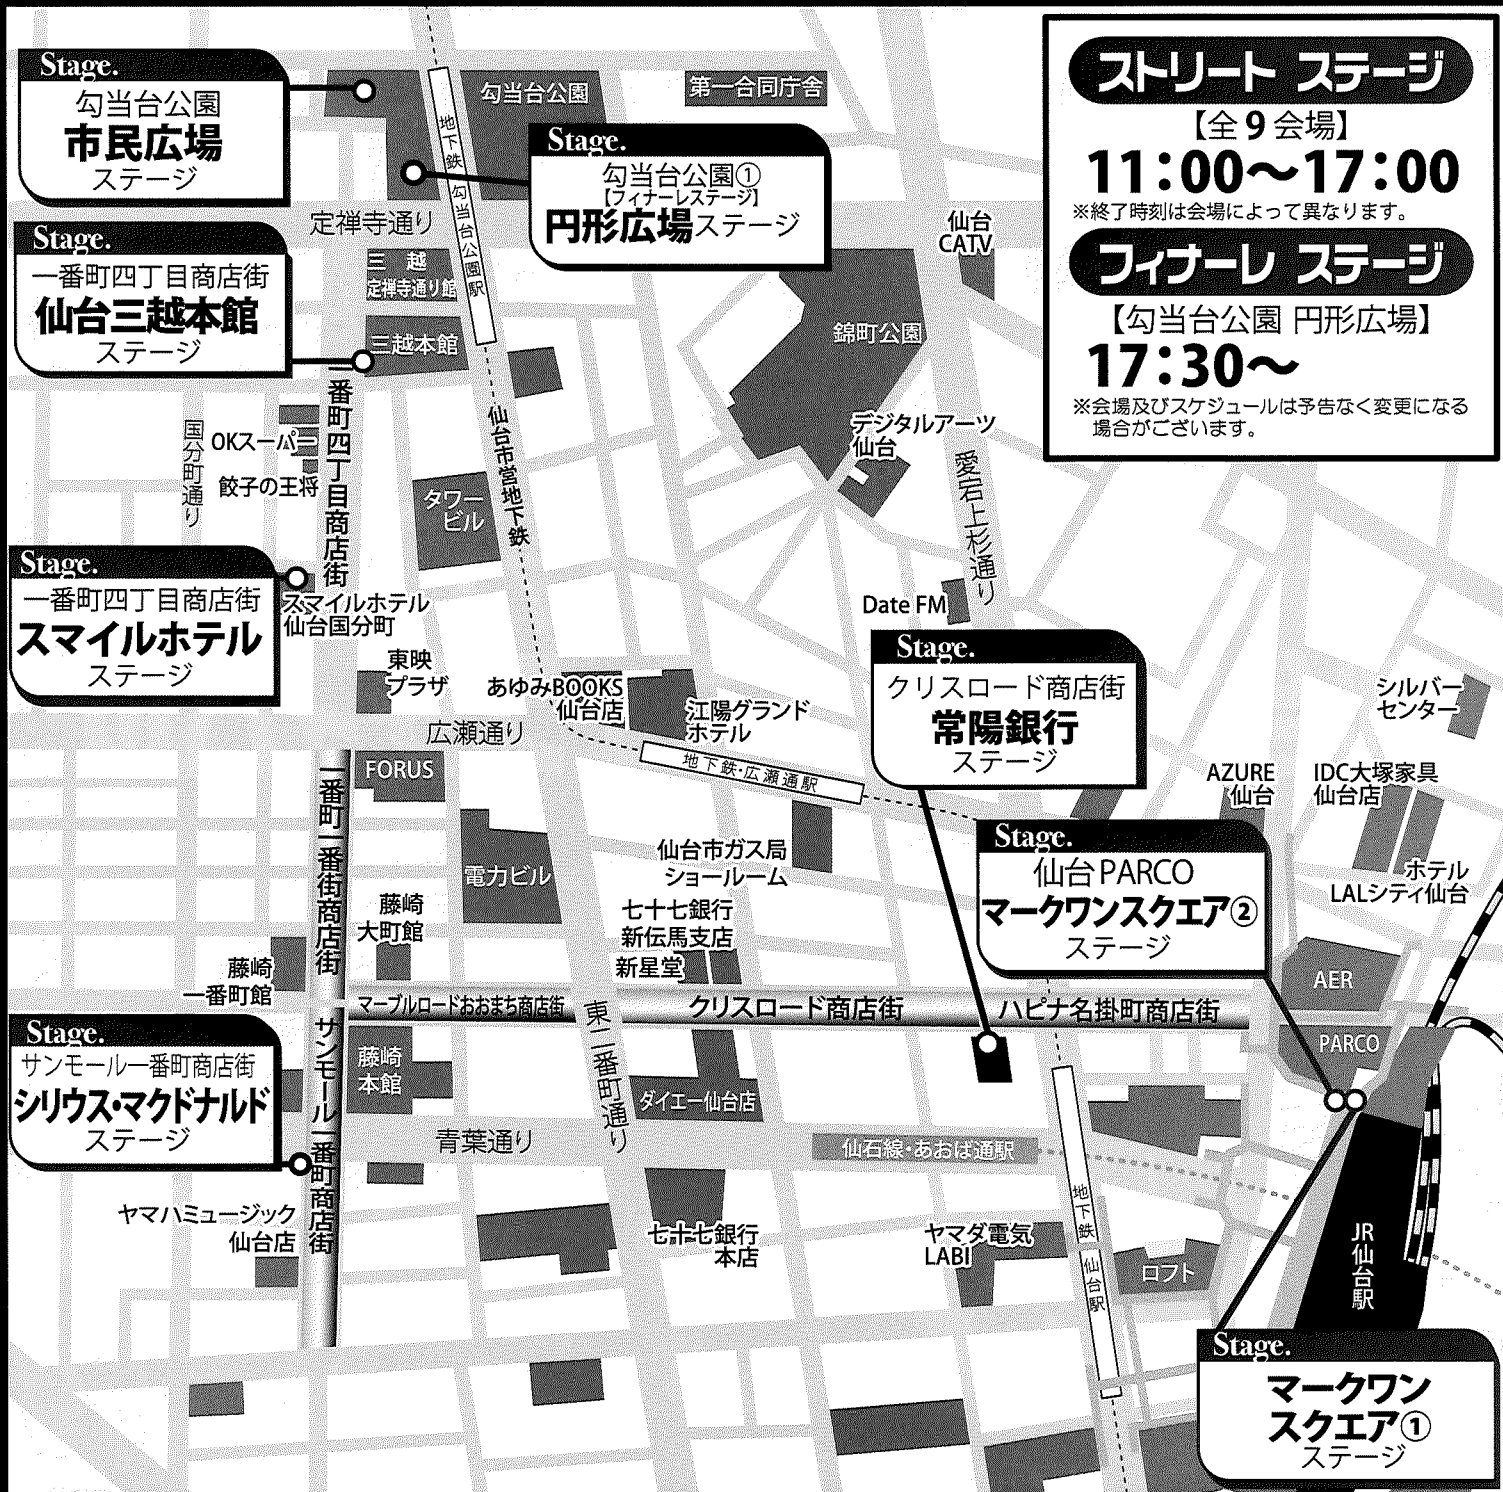 Stage.
勾当台公園
市民広場
ステージ
Stage.
勾当台公園①
【フィナーレステージ】
円形広場ステージ
Stage.
一番町四丁目商店街
仙台三越本館
ステージ
Stage.
一番町四丁目商店街
スマイルホテル
ステージ
Stage.
クリスロード商店街
常陽銀行
ステージ
Stage.
仙台PARCO
マークワンスクエア②
ステージ
Stage.
サンモール一番町商店街
シリウス・マクドナルド
ステージ
Stage.
マークワン
スクエア①
ステージ
ストリート ステージ
【全9会場】
11:00～17:00
※終了時刻は会場によって異なります。
フィナーレ ステージ
【勾当台公園 円形広場】
17:30～
※会場及びスケジュールは予告なく変更になる
場合がございます。
勾当台公園
第一合同庁舎
地下鉄 勾当台公園駅
定禅寺通り
三越
定禅寺通り館
三越本館
仙台
CATV
錦町公園
デジタルアーツ
仙台
愛宕上杉通り
一番町四丁目商店街
国分町通り
OKスーパー
餃子の王将
仙台市営地下鉄
タワー
ビル
スマイルホテル
仙台国分町
Date FM
東映
プラザ
あゆみBOOKS
仙台店
江陽グランド
ホテル
シルバー
センター
広瀬通り
地下鉄・広瀬通駅
FORUS
AZURE
仙台
IDC大塚家具
仙台店
一番町一番街商店街
電力ビル
仙台市ガス局
ショールーム
ホテル
LALシティ仙台
藤崎
大町館
七十七銀行
新伝馬支店
新星堂
藤崎
一番町館
AER
マーブルロードおおまち商店街
クリスロード商店街
ハピナ名掛町商店街
東二番町通り
サンモール一番町商店街
藤崎
本館
PARCO
ダイエー仙台店
青葉通り
仙石線・あおば通駅
ヤマハミュージック
仙台店
七十七銀行
本店
ヤマダ電気
LABI
地下鉄 仙台駅
ロフト
JR仙台駅